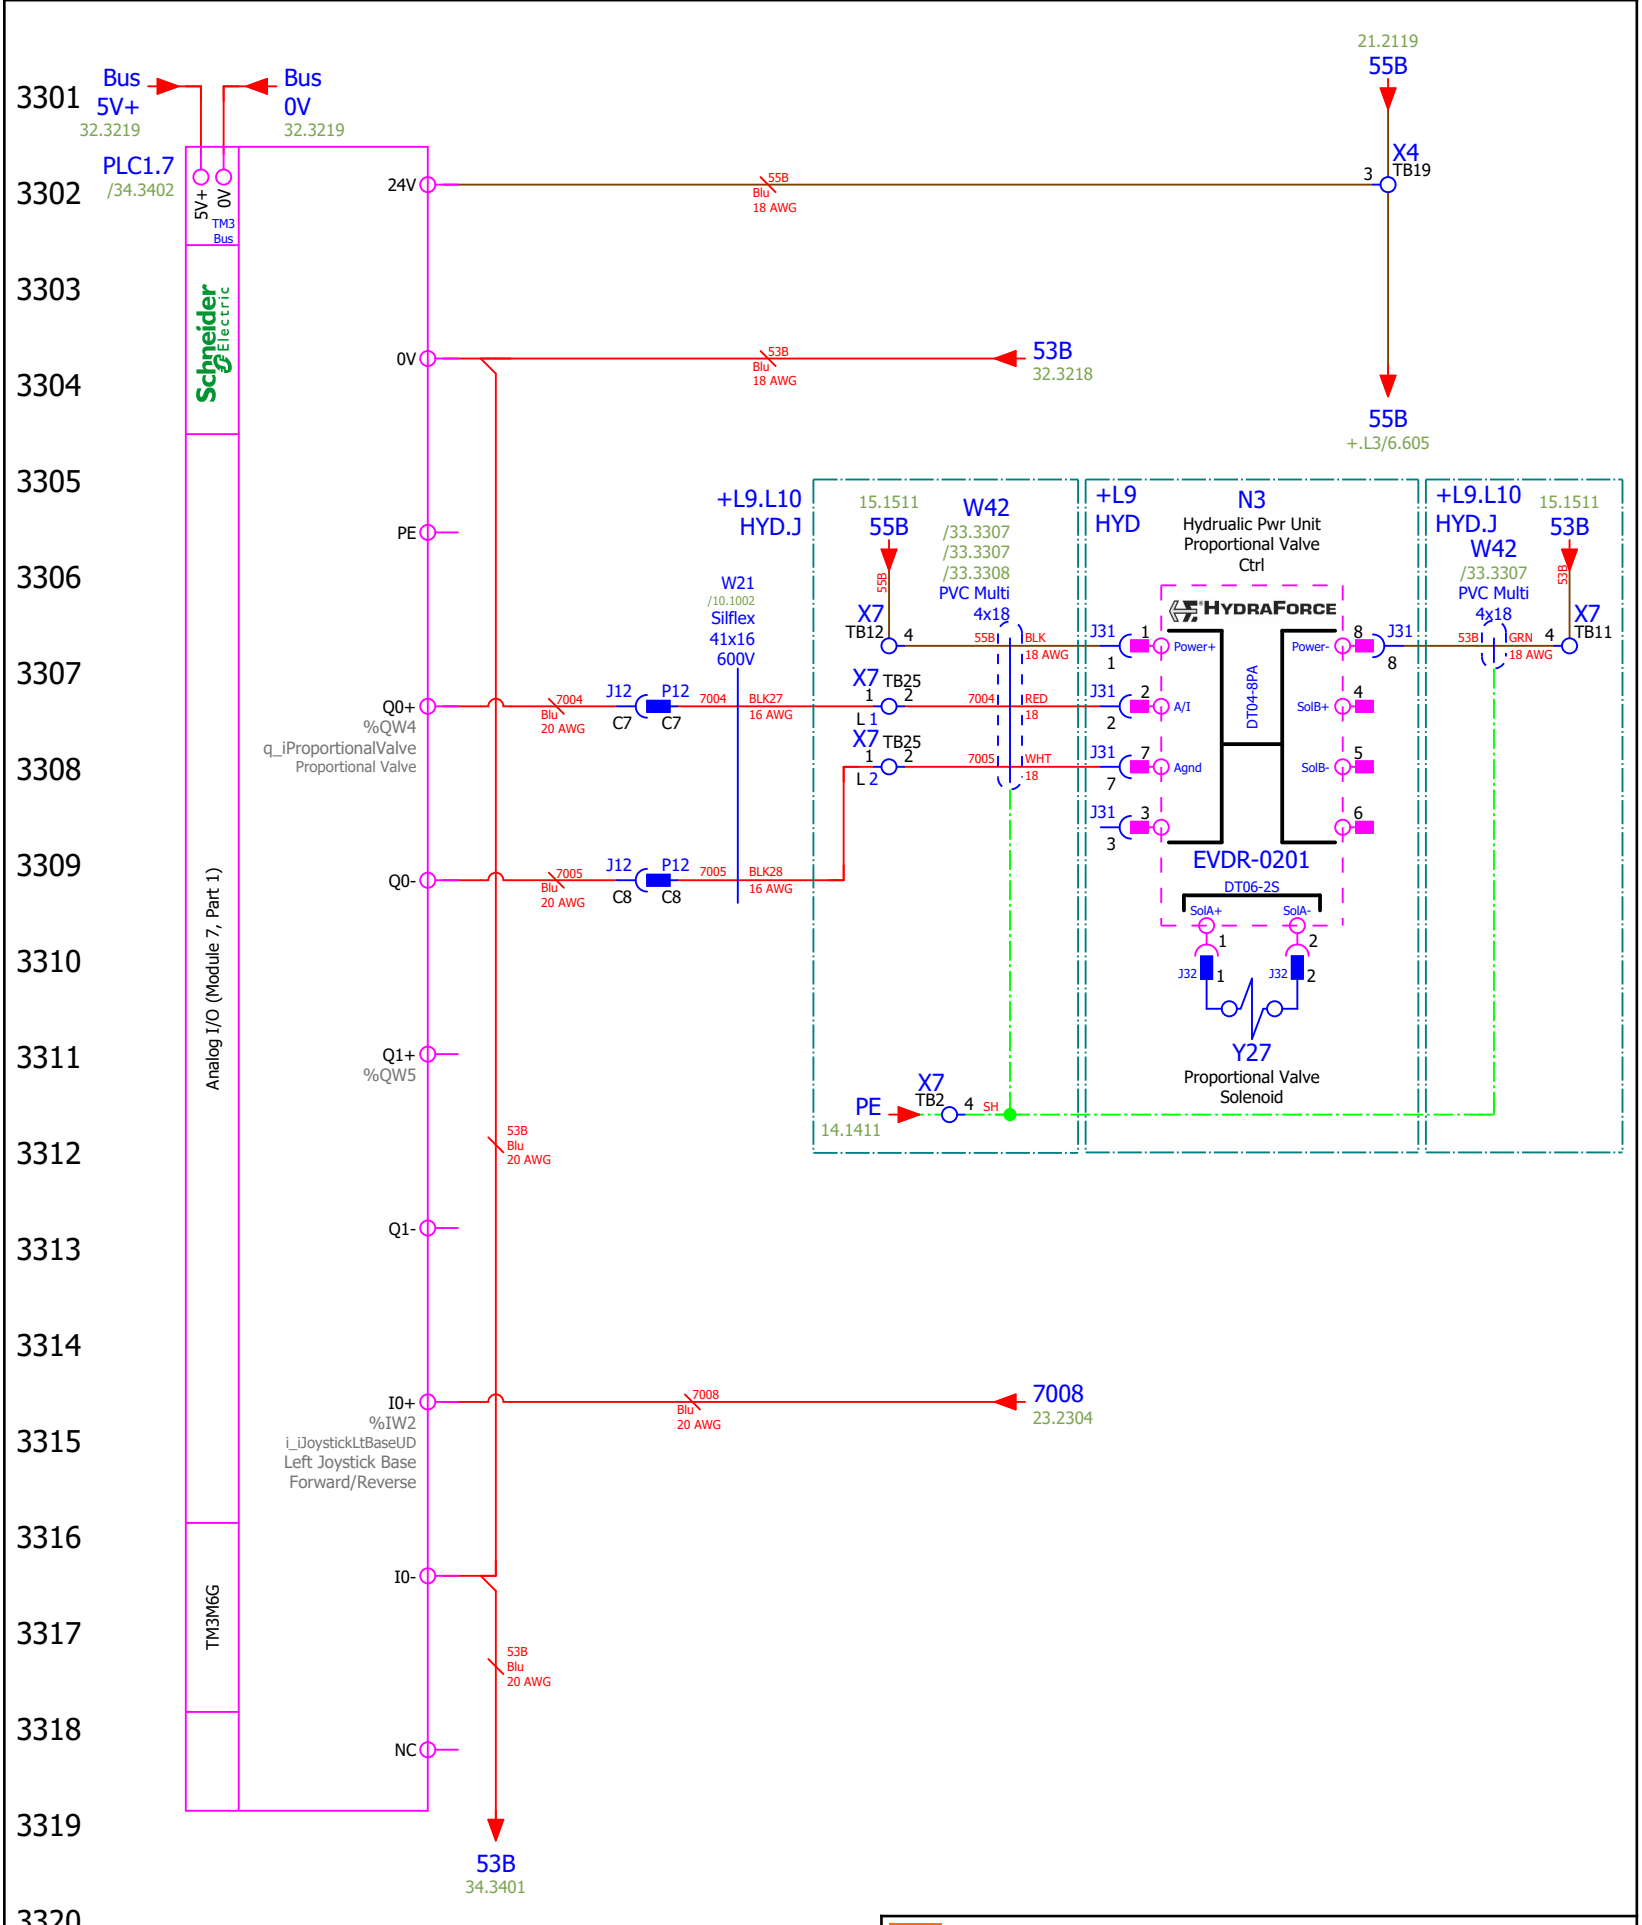 3301
Bus
5V+
32.3219
Bus
0V
32.3219
21.2119
55B
PLC1.7
/34.3402
5V+
0V
TM3
Bus
3302
24V
55B
Blu
18 AWG
3
X4
TB19
3303
Schneider
Electric
3304
0V
53B
Blu
18 AWG
53B
32.3218
55B
+.L3/6.605
3305
PE
+L9.L10
HYD.J
15.1511
55B
55B
W42
/33.3307
/33.3307
/33.3308
PVC Multi
4x18
+L9
HYD
N3
Hydrualic Pwr Unit
Proportional Valve
Ctrl
+L9.L10
HYD.J
W42
/33.3307
PVC Multi
4x18
15.1511
53B
53B
3306
W21
/10.1002
Silflex
41x16
600V
X7
TB12
4
55B
BLK
18 AWG
J31
1
1
Power+
HYDRAFORCE
DT04-8PA
Power-
8
J31
8
53B
GRN
18 AWG
4
X7
TB11
3307
Q0+
%QW4
q_iProportionalValve
Proportional Valve
7004
Blu
20 AWG
J12
C7
P12
C7
7004
BLK27
16 AWG
X7
TB25
1
2
L 1
7004
RED
18
J31
2
2
A/I
SolB+
4
3308
X7
TB25
1
2
L 2
7005
WHT
18
J31
7
7
Agnd
SolB-
5
J31
3
3
6
3309
Q0-
7005
Blu
20 AWG
J12
C8
P12
C8
7005
BLK28
16 AWG
EVDR-0201
DT06-2S
SolA+
SolA-
1
2
3310
J32
1
J32
2
Analog I/O (Module 7, Part 1)
3311
Q1+
%QW5
Y27
Proportional Valve
Solenoid
PE
14.1411
X7
TB2
4
SH
3312
53B
Blu
20 AWG
3313
Q1-
3314
I0+
%IW2
i_iJoystickLtBaseUD
Left Joystick Base
Forward/Reverse
7008
Blu
20 AWG
7008
23.2304
3315
3316
I0-
TM3M6G
3317
53B
Blu
20 AWG
3318
NC
3319
53B
34.3401
3320